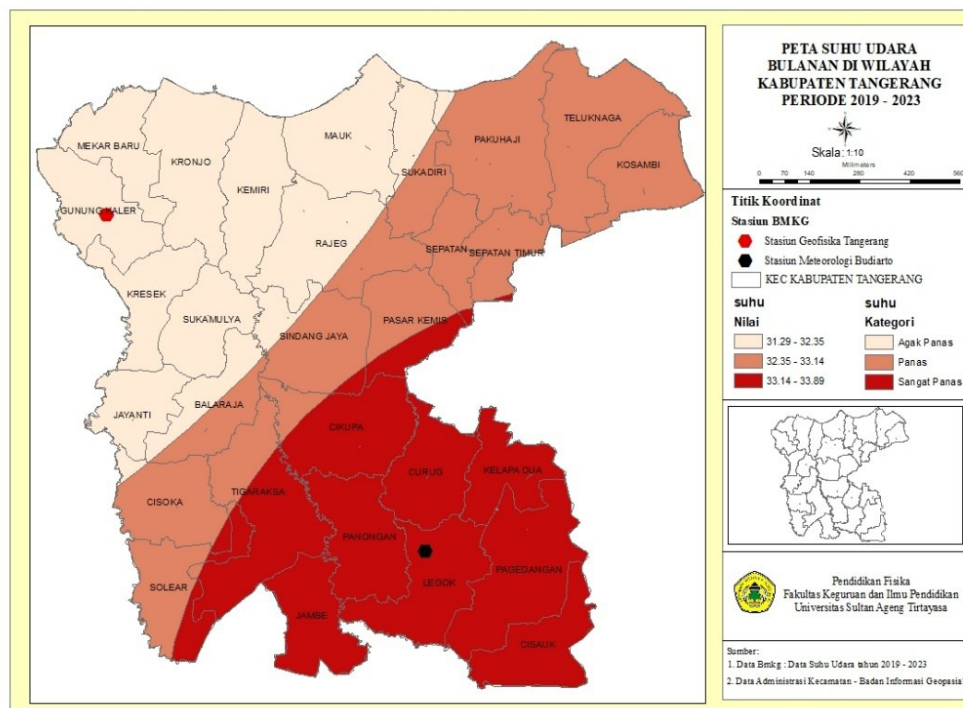 PETA SUHU UDARA
BULANAN DI WILAYAH
KABUPATEN TANGERANG
PERIODE 2019 - 2023
Skala: 1:10
Millimeters
0 70 140 280 420 560
Titik Koordinat
Stasiun BMKG
Stasiun Geofisika Tangerang
Stasiun Meteorologi Budiarto
KEC KABUPATEN TANGERANG
suhu suhu
Nilai Kategori
31.29 - 32.35 Agak Panas
32.35 - 33.14 Panas
33.14 - 33.89 Sangat Panas
Pendidikan Fisika
Fakultas Keguruan dan Ilmu Pendidikan
Universitas Sultan Ageng Tirtayasa
Sumber:
1. Data Bmkg : Data Suhu Udara tahun 2019 - 2023
2. Data Administrasi Kecamatan - Badan Informasi Geopasial
TELUKNAGA
MAUK
PAKUHAJI
MEKAR BARU
KRONJO
KOSAMBI
SUKADIRI
KEMIRI
GUNUNG KALER
RAJEG
SEPATAN
SEPATAN TIMUR
KRESEK
SUKAMULYA
PASAR KEMIS
SINDANG JAYA
BALARAJA
JAYANTI
CIKUPA
CURUG
KELAPA DUA
TIGARAKSA
CISOKA
PANONGAN
PAGEDANGAN
LEGOK
SOLEAR
JAMBE
CISAUK